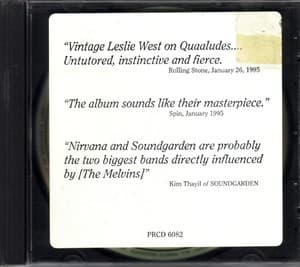 “Vintage Leslie West on Quaaludes....
Untutored, instinctive and fierce.
Rolling Stone, January 26, 1995
“The album sounds like their masterpiece.”
Spin, January 1995
“Nirvana and Soundgarden are probably
the two biggest bands directly influenced
by [The Melvins]”
Kim Thayil of SOUNDGARDEN
PRCD 6082